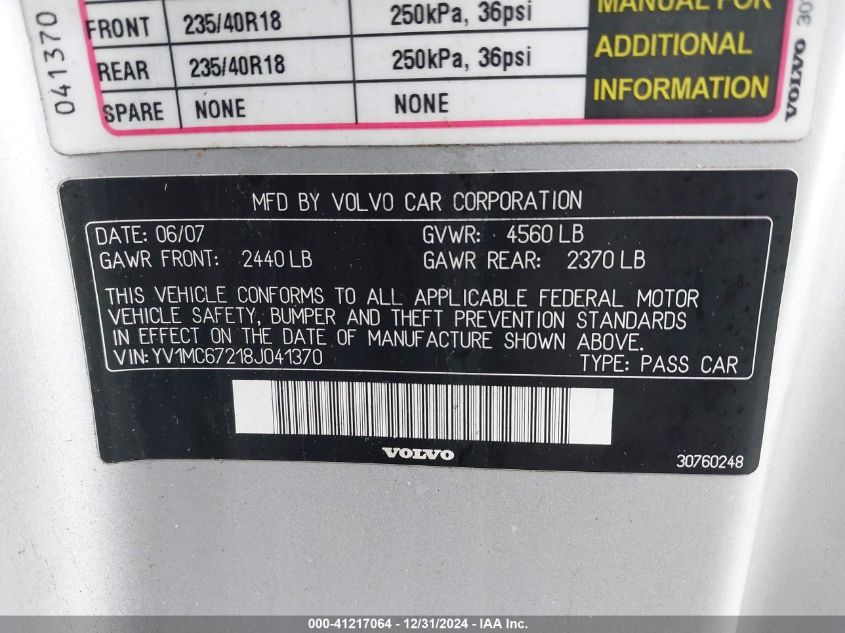 041370
FRONT 235/40R18 250kPa, 36psi
REAR 235/40R18 250kPa, 36psi
SPARE NONE NONE
MANUAL FOR
ADDITIONAL
INFORMATION
VOLVO 30
MFD BY VOLVO CAR CORPORATION
DATE: 06/07 GVWR: 4560 LB
GAWR FRONT: 2440 LB GAWR REAR: 2370 LB
THIS VEHICLE CONFORMS TO ALL APPLICABLE FEDERAL MOTOR
VEHICLE SAFETY, BUMPER AND THEFT PREVENTION STANDARDS
IN EFFECT ON THE DATE OF MANUFACTURE SHOWN ABOVE.
VIN: YV1MC67218J041370 TYPE: PASS CAR
VOLVO
30760248
000-41217064 - 12/31/2024 - IAA Inc.